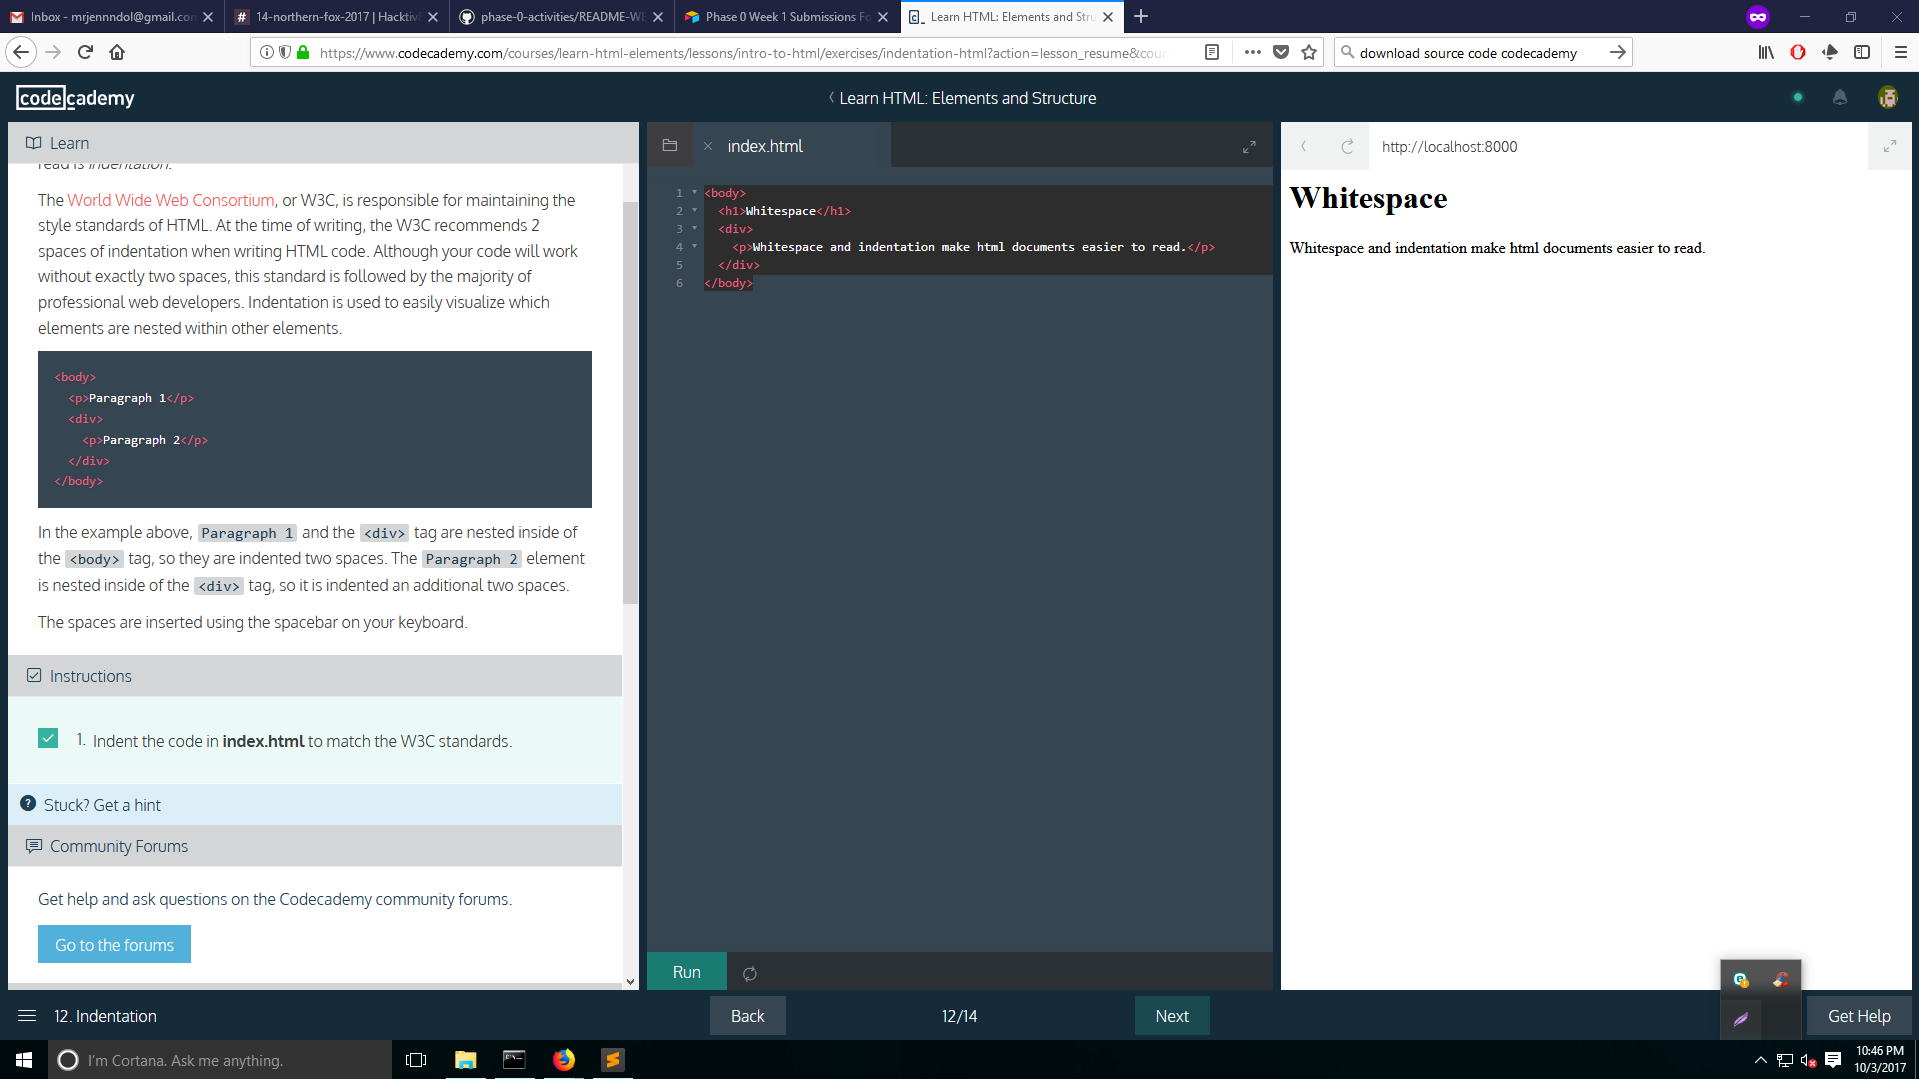 Inbox - mrjennndol@gmail.con
14-northern-fox-2017 | Hacktiv
phase-0-activities/README-WE
Phase 0 Week 1 Submissions Fo
Learn HTML: Elements and Stru
https://www.codecademy.com/courses/learn-html-elements/lessons/intro-to-html/exercises/indentation-html?action=lesson_resume&cour
download source code codecademy
codecademy
Learn HTML: Elements and Structure
Learn
read is indentation.
The World Wide Web Consortium, or W3C, is responsible for maintaining the
style standards of HTML. At the time of writing, the W3C recommends 2
spaces of indentation when writing HTML code. Although your code will work
without exactly two spaces, this standard is followed by the majority of
professional web developers. Indentation is used to easily visualize which
elements are nested within other elements.
<body>
<p>Paragraph 1</p>
<div>
<p>Paragraph 2</p>
</div>
</body>
In the example above, Paragraph 1 and the <div> tag are nested inside of
the <body> tag, so they are indented two spaces. The Paragraph 2 element
is nested inside of the <div> tag, so it is indented an additional two spaces.
The spaces are inserted using the spacebar on your keyboard.
Instructions
1. Indent the code in index.html to match the W3C standards.
Stuck? Get a hint
Community Forums
Get help and ask questions on the Codecademy community forums.
Go to the forums
index.html
1 <body>
2 <h1>Whitespace</h1>
3 <div>
4 <p>Whitespace and indentation make html documents easier to read.</p>
5 </div>
6 </body>
Run
http://localhost:8000
Whitespace
Whitespace and indentation make html documents easier to read.
12. Indentation
Back
12/14
Next
Get Help
I'm Cortana. Ask me anything.
10:46 PM
10/3/2017